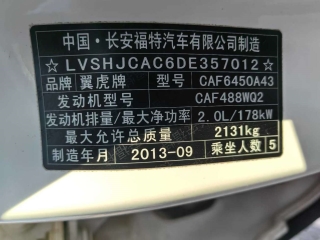 中国·长安福特汽车有限公司制造
☆LVSHJCAC6DE357012☆
品牌 翼虎牌 型号 CAF6450A43
发动机型号 CAF488WQ2
发动机排量/最大净功率 2.0L/178kW
最大允许总质量 2131kg
制造年月 2013-09 乘坐人数 5